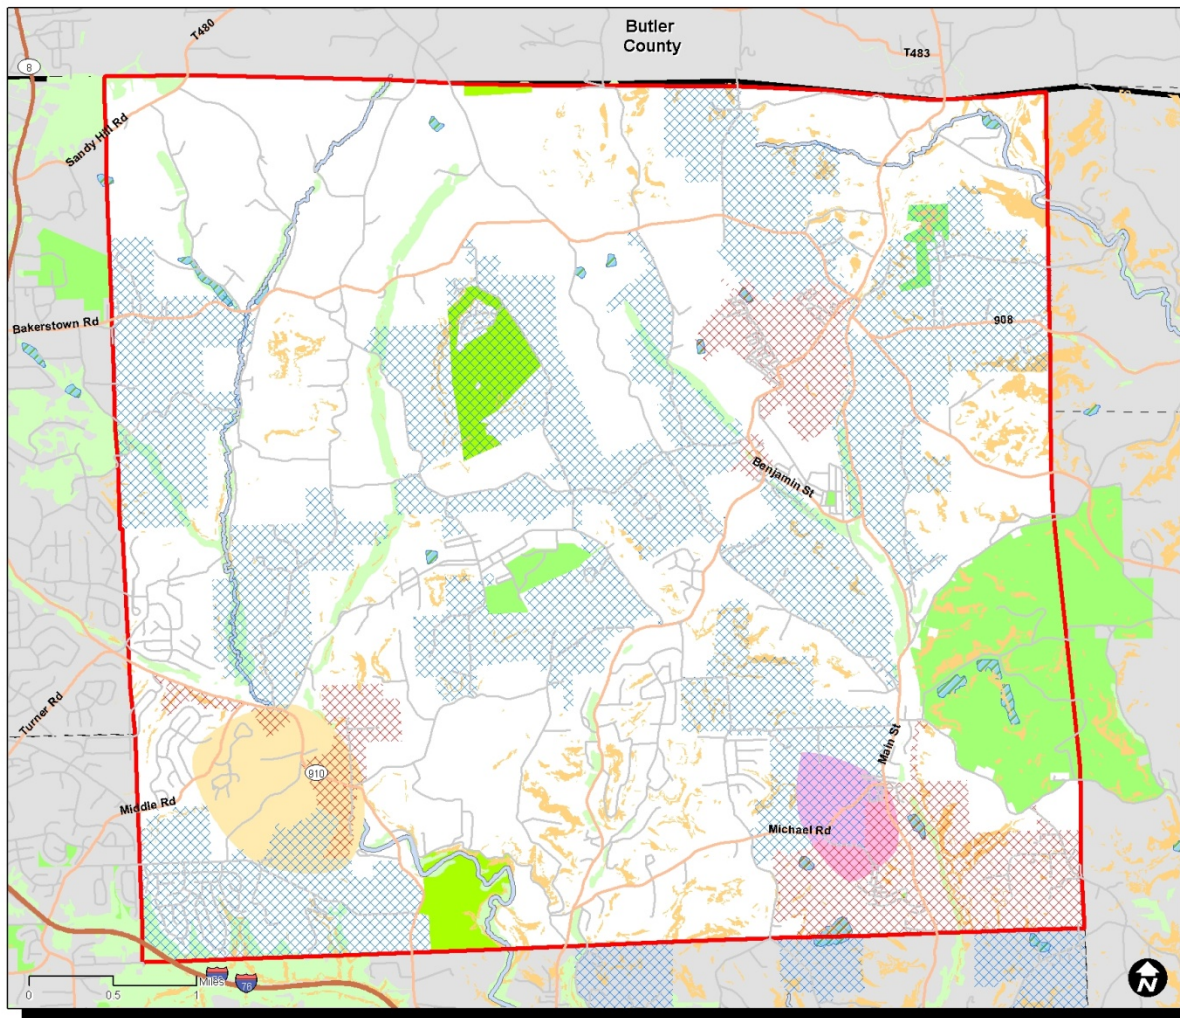 Butler
County
T480
T483
8
Sandy Hill Rd
Bakerstown Rd
908
Benjamin St
Turner Rd
Main St
910
Middle Rd
Michael Rd
Miles
76
0
0.5
1
N